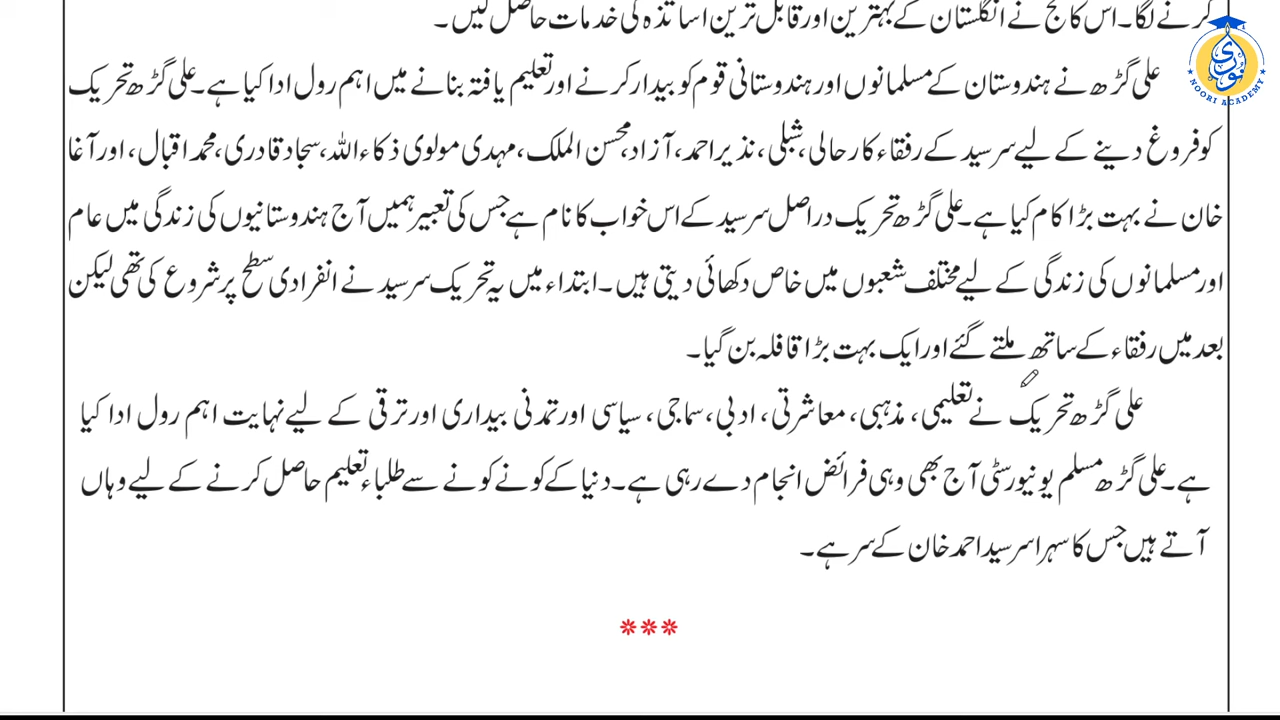 کرنے لگا۔ اس کالج نے انگلستان کے بہترین اور قابل ترین اساتذہ کی خدمات حاصل کیں۔
علی گڑھ نے ہندوستان کے مسلمانوں اور ہندوستانی قوم کو بیدار کرنے اور تعلیم یافتہ بنانے میں اہم رول ادا کیا ہے۔ علی گڑھ تحریک
کو فروغ دینے کے لیے سرسید کے رفقاء کار حالی، شبلی، نذیر احمد، آزاد، محسن الملک، مہدی مولوی ذکاء اللہ، سجاد قادری، محمد اقبال، اور آغا
خان نے بہت بڑا کام کیا ہے۔ علی گڑھ تحریک دراصل سرسید کے اس خواب کا نام ہے جس کی تعبیر ہمیں آج ہندوستانیوں کی زندگی میں عام
اور مسلمانوں کی زندگی کے لیے مختلف شعبوں میں خاص دکھائی دیتی ہیں۔ ابتداء میں یہ تحریک سرسید نے انفرادی سطح پر شروع کی تھی لیکن
بعد میں رفقاء کے ساتھ ملتے گئے اور ایک بہت بڑا قافلہ بن گیا۔
علی گڑھ تحریک نے تعلیمی، مذہبی، معاشرتی، ادبی، سماجی، سیاسی اور تمدنی بیداری اور ترقی کے لیے نہایت اہم رول ادا کیا
ہے۔ علی گڑھ مسلم یونیورسٹی آج بھی وہی فرائض انجام دے رہی ہے۔ دنیا کے کونے کونے سے طلباء تعلیم حاصل کرنے کے لیے وہاں
آتے ہیں جس کا سہرا سرسید احمد خان کے سر ہے۔
***
نوری
NOORI ACADEMY